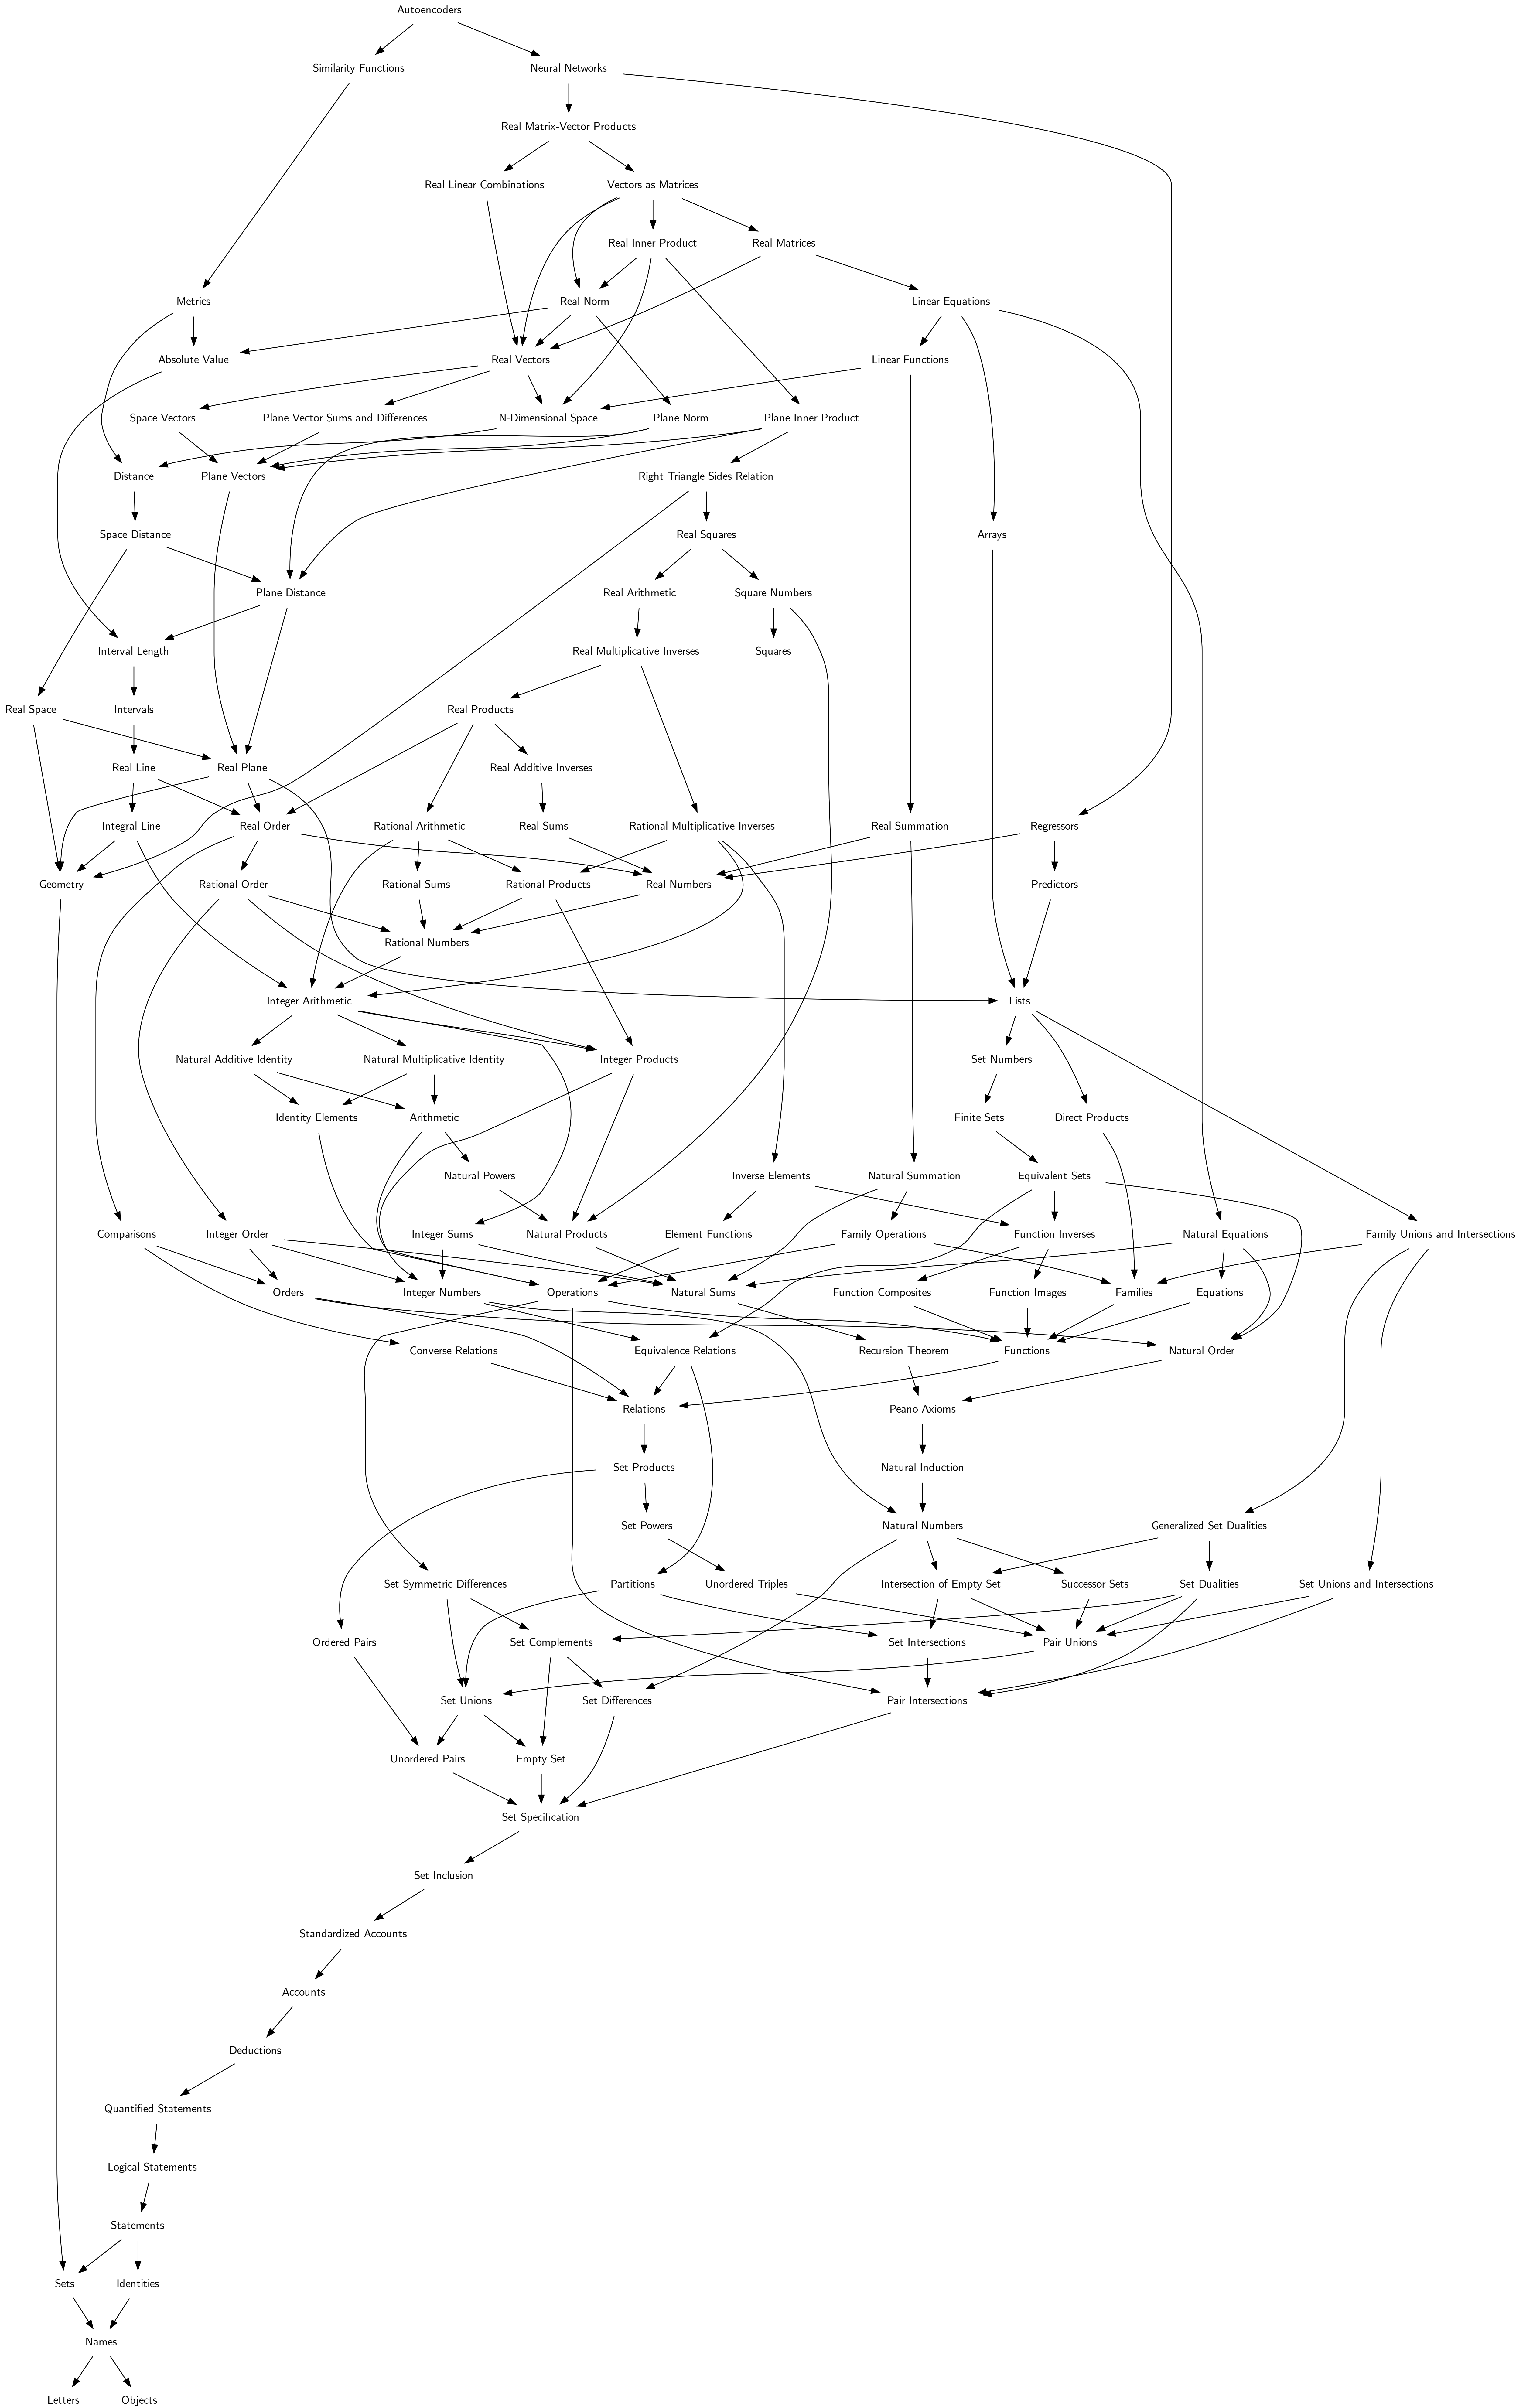 Autoencoders
Similarity Functions
Neural Networks
Real Matrix-Vector Products
Real Linear Combinations
Vectors as Matrices
Real Inner Product
Real Matrices
Metrics
Real Norm
Linear Equations
Absolute Value
Real Vectors
Linear Functions
Space Vectors
Plane Vector Sums and Differences
N-Dimensional Space
Plane Norm
Plane Inner Product
Distance
Plane Vectors
Right Triangle Sides Relation
Space Distance
Real Squares
Arrays
Plane Distance
Real Arithmetic
Square Numbers
Interval Length
Real Multiplicative Inverses
Squares
Real Space
Intervals
Real Products
Real Line
Real Plane
Real Additive Inverses
Integral Line
Real Order
Rational Arithmetic
Real Sums
Rational Multiplicative Inverses
Real Summation
Regressors
Geometry
Rational Order
Rational Sums
Rational Products
Real Numbers
Predictors
Rational Numbers
Integer Arithmetic
Lists
Natural Additive Identity
Natural Multiplicative Identity
Integer Products
Set Numbers
Identity Elements
Arithmetic
Finite Sets
Direct Products
Natural Powers
Inverse Elements
Natural Summation
Equivalent Sets
Comparisons
Integer Order
Integer Sums
Natural Products
Element Functions
Family Operations
Function Inverses
Natural Equations
Family Unions and Intersections
Orders
Integer Numbers
Operations
Natural Sums
Function Composites
Function Images
Families
Equations
Converse Relations
Equivalence Relations
Recursion Theorem
Functions
Natural Order
Relations
Peano Axioms
Set Products
Natural Induction
Set Powers
Natural Numbers
Generalized Set Dualities
Set Symmetric Differences
Partitions
Unordered Triples
Intersection of Empty Set
Successor Sets
Set Dualities
Set Unions and Intersections
Ordered Pairs
Set Complements
Set Intersections
Pair Unions
Set Unions
Set Differences
Pair Intersections
Unordered Pairs
Empty Set
Set Specification
Set Inclusion
Standardized Accounts
Accounts
Deductions
Quantified Statements
Logical Statements
Statements
Sets
Identities
Names
Letters
Objects